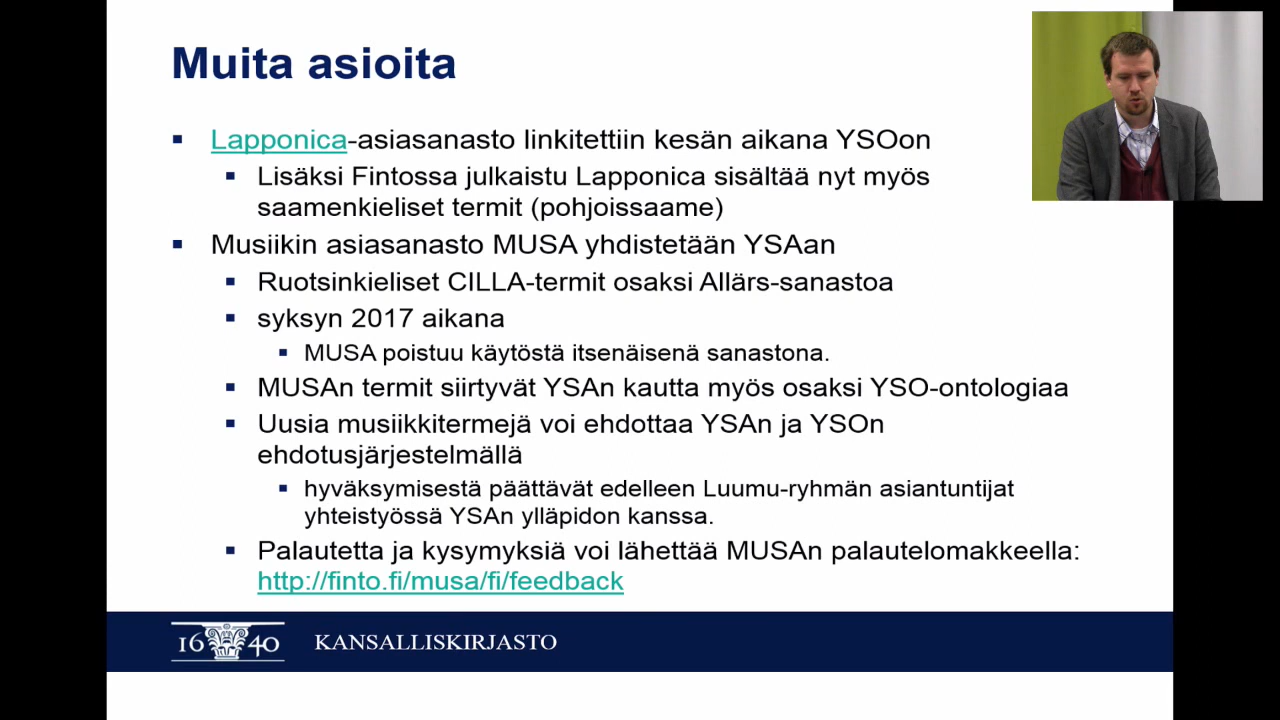 Muita asioita
Lapponica-asiasanasto linkitettiin kesän aikana YSOon
Lisäksi Fintossa julkaistu Lapponica sisältää nyt myös
saamenkieliset termit (pohjoissaame)
Musiikin asiasanasto MUSA yhdistetään YSAan
Ruotsinkieliset CILLA-termit osaksi Allärs-sanastoa
syksyn 2017 aikana
MUSA poistuu käytöstä itsenäisenä sanastona.
MUSAn termit siirtyvät YSAn kautta myös osaksi YSO-ontologiaa
Uusia musiikkitermejä voi ehdottaa YSAn ja YSOn
ehdotusjärjestelmällä
hyväksymisestä päättävät edelleen Luumu-ryhmän asiantuntijat
yhteistyössä YSAn ylläpidon kanssa.
Palautetta ja kysymyksiä voi lähettää MUSAn palautelomakkeella:
http://finto.fi/musa/fi/feedback
1640 KANSALLISKIRJASTO